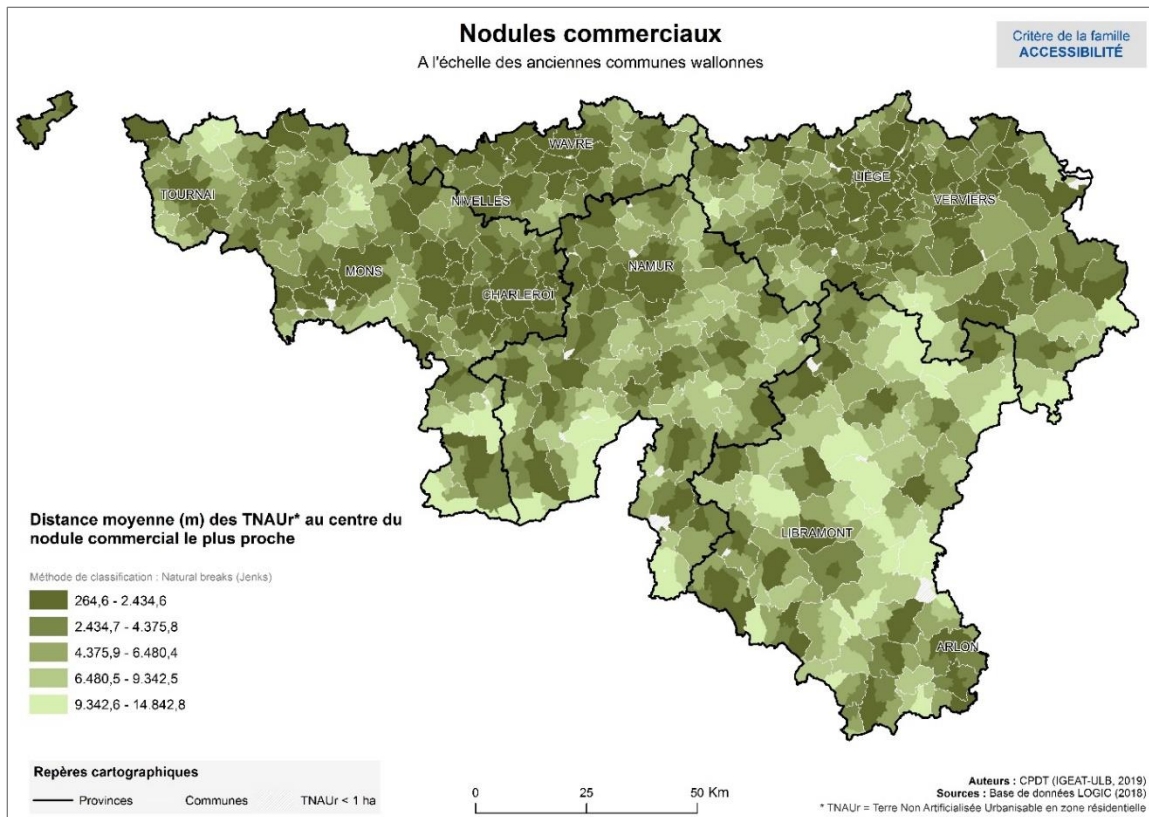 Nodules commerciaux
A l'échelle des anciennes communes wallonnes
Critère de la famille
ACCESSIBILITÉ
WAVRE
LIÉGE
TOURNAI
NIVELLES
VERVIERS
NAMUR
MONS
CHARLEROI
LIBRAMONT
ARLON
Distance moyenne (m) des TNAUr* au centre du
nodule commercial le plus proche
Méthode de classification : Natural breaks (Jenks)
264,6 - 2.434,6
2.434,7 - 4.375,8
4.375,9 - 6.480,4
6.480,5 - 9.342,5
9.342,6 - 14.842,8
Repères cartographiques
Provinces Communes TNAUr < 1 ha
0 25 50 Km
Auteurs : CPDT (IGEAT-ULB, 2019)
Sources : Base de données LOGIC (2018)
* TNAUr = Terre Non Artificialisée Urbanisable en zone résidentielle